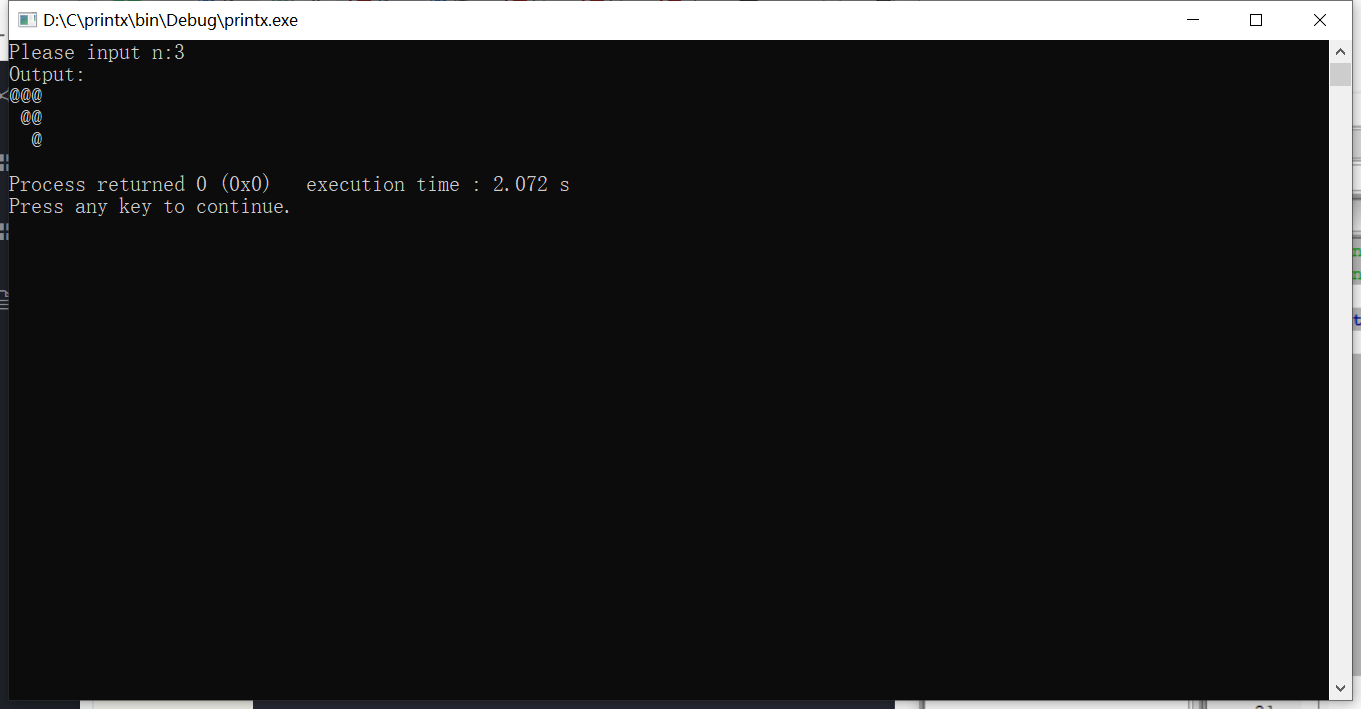 D:\C\printx\bin\Debug\printx.exe
Please input n:3
Output:
@@@
 @@
  @
Process returned 0 (0x0)   execution time : 2.072 s
Press any key to continue.